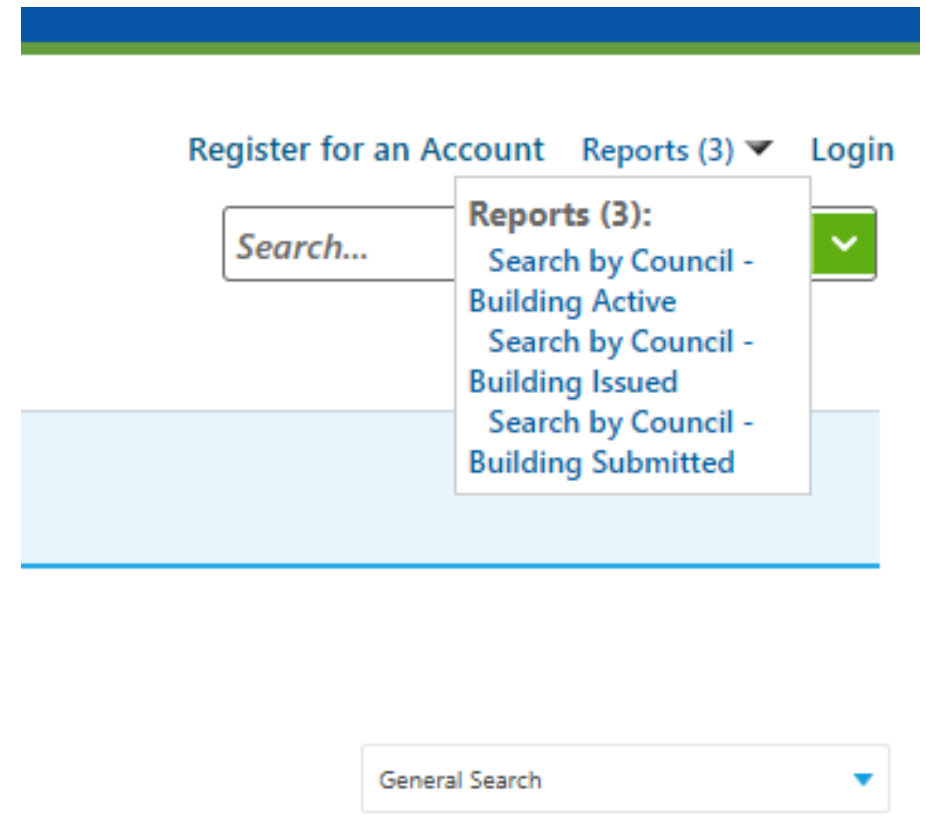 Register for an Account Reports (3) Login
Search...
Reports (3):
Search by Council -
Building Active
Search by Council -
Building Issued
Search by Council -
Building Submitted
General Search